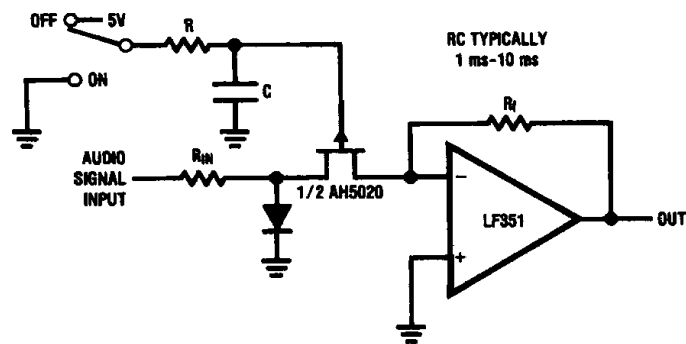 OFF 5V
R
RC TYPICALLY
1 ms-10 ms
ON
C
Rf
AUDIO
SIGNAL
INPUT
RIN
1/2 AH5020
−
LF351
OUT
+